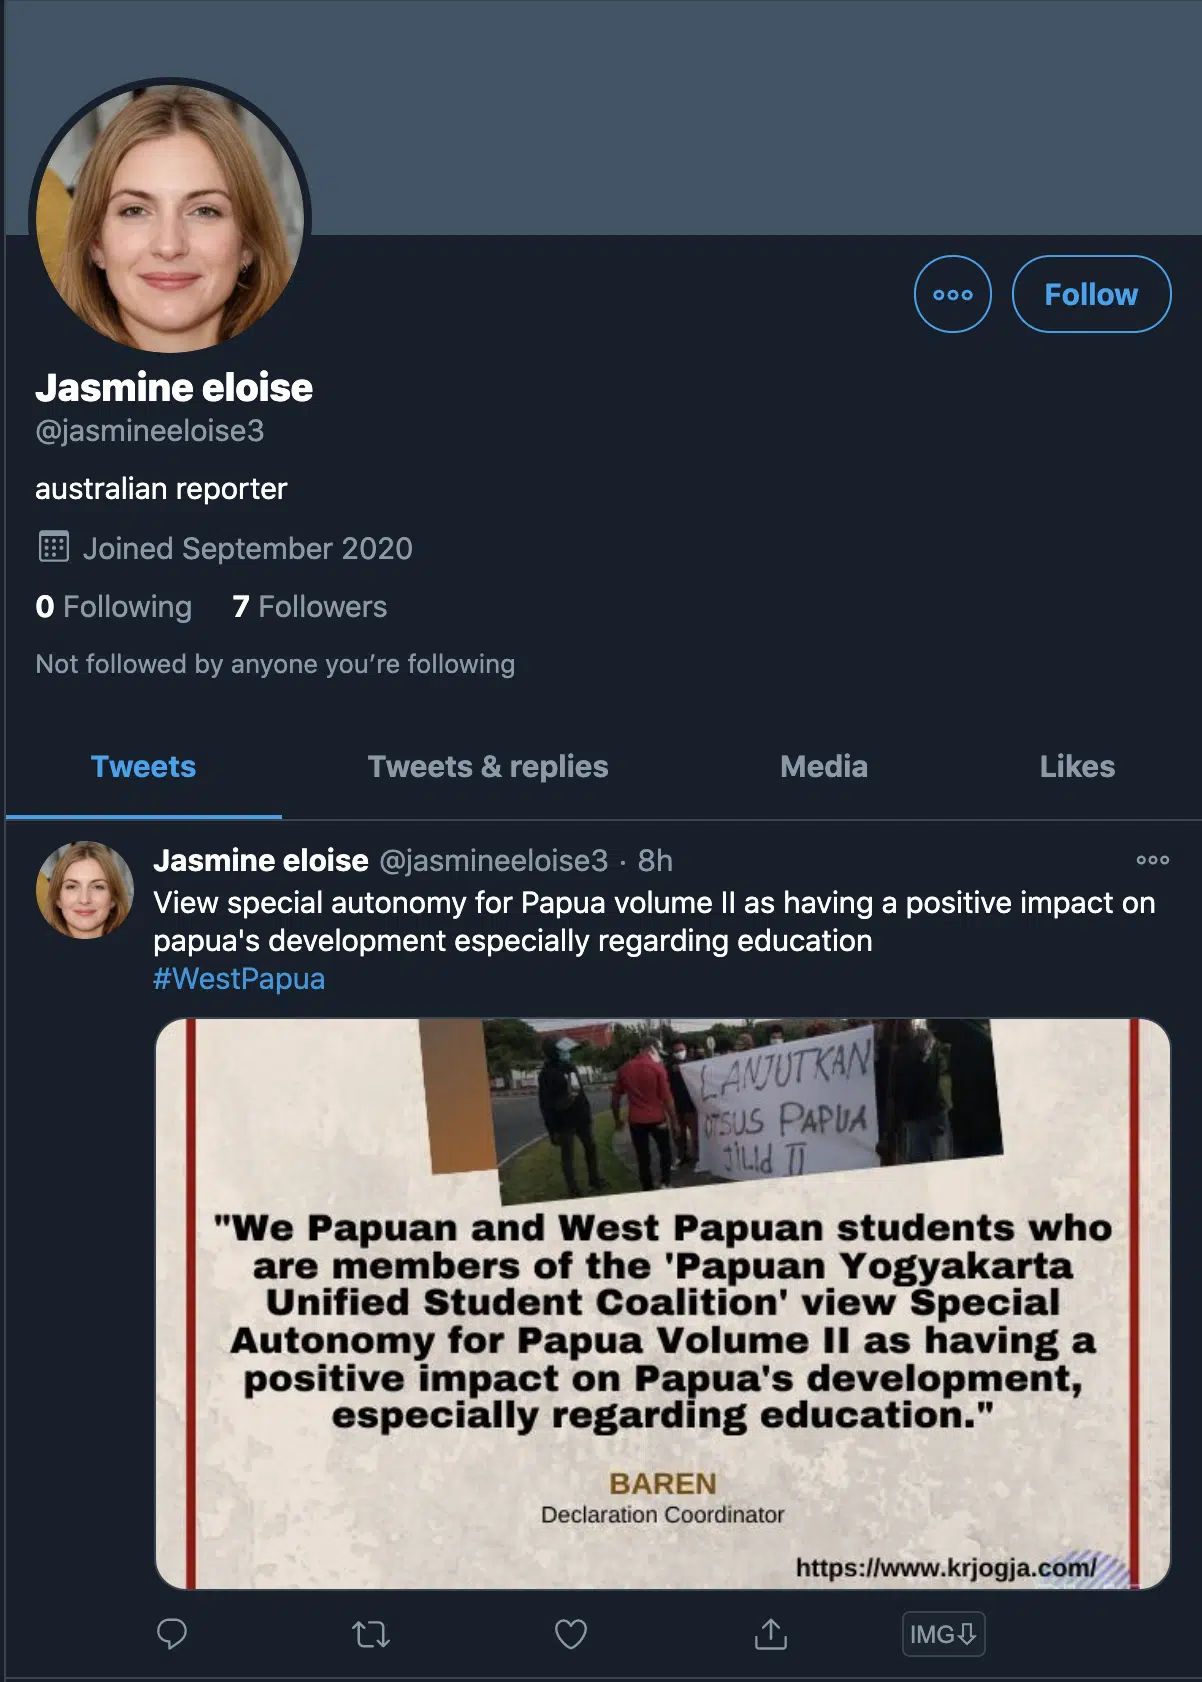 Follow
Jasmine eloise
@jasmineeloise3
australian reporter
Joined September 2020
0 Following 7 Followers
Not followed by anyone you’re following
Tweets Tweets & replies Media Likes
Jasmine eloise @jasmineeloise3 · 8h
View special autonomy for Papua volume II as having a positive impact on
papua's development especially regarding education
#WestPapua
LANJUTKAN
OTSUS PAPUA
JILID II
"We Papuan and West Papuan students who
are members of the 'Papuan Yogyakarta
Unified Student Coalition' view Special
Autonomy for Papua Volume II as having a
positive impact on Papua's development,
especially regarding education."
BAREN
Declaration Coordinator
https://www.krjogja.com/
IMG